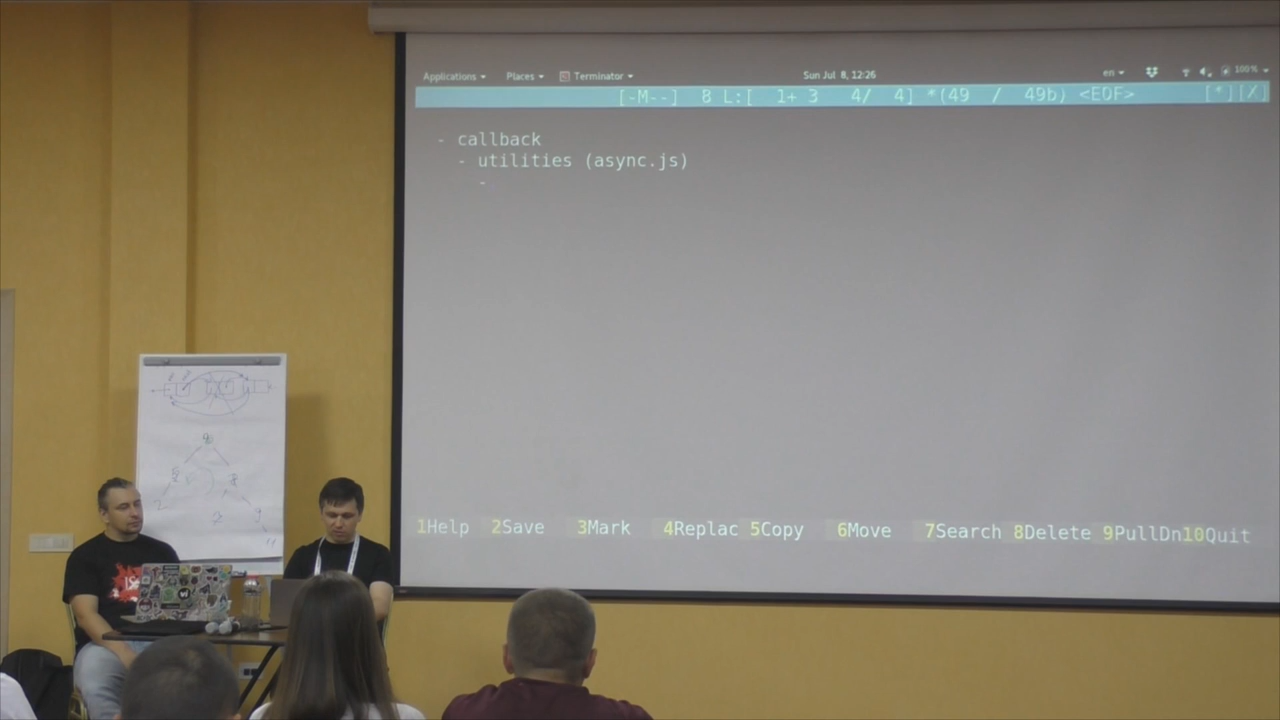 Applications Places Terminator Sun Jul 8, 12:26 en 100%
[-M--] 8 L:[ 1+ 3 4/ 4] *(49 / 49b) <EOF> [*][X]
- callback
- utilities (async.js)
-
1Help 2Save 3Mark 4Replac 5Copy 6Move 7Search 8Delete 9PullDn 10Quit